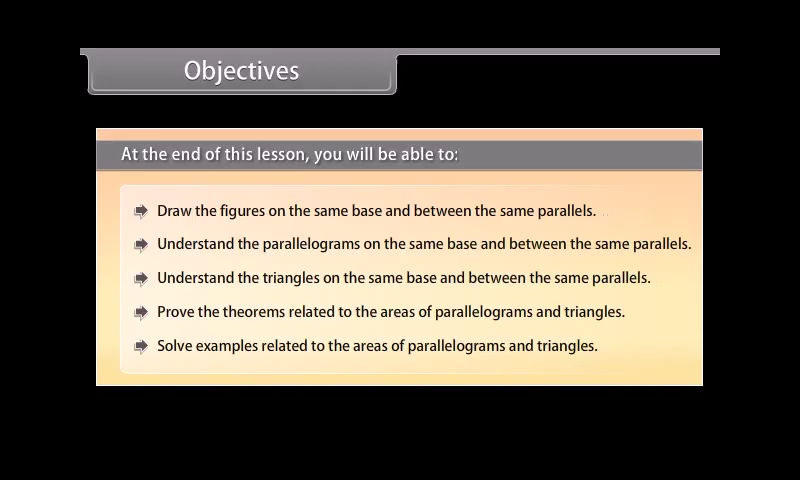 Objectives
At the end of this lesson, you will be able to:
Draw the figures on the same base and between the same parallels.
Understand the parallelograms on the same base and between the same parallels.
Understand the triangles on the same base and between the same parallels.
Prove the theorems related to the areas of parallelograms and triangles.
Solve examples related to the areas of parallelograms and triangles.